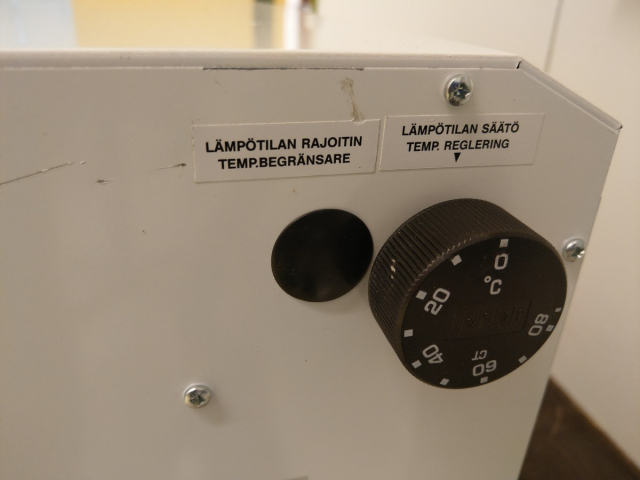 LÄMPÖTILAN RAJOITIN
TEMP.BEGRÄNSARE
LÄMPÖTILAN SÄÄTÖ
TEMP. REGLERING
0
°C
20
40
60
80
CT